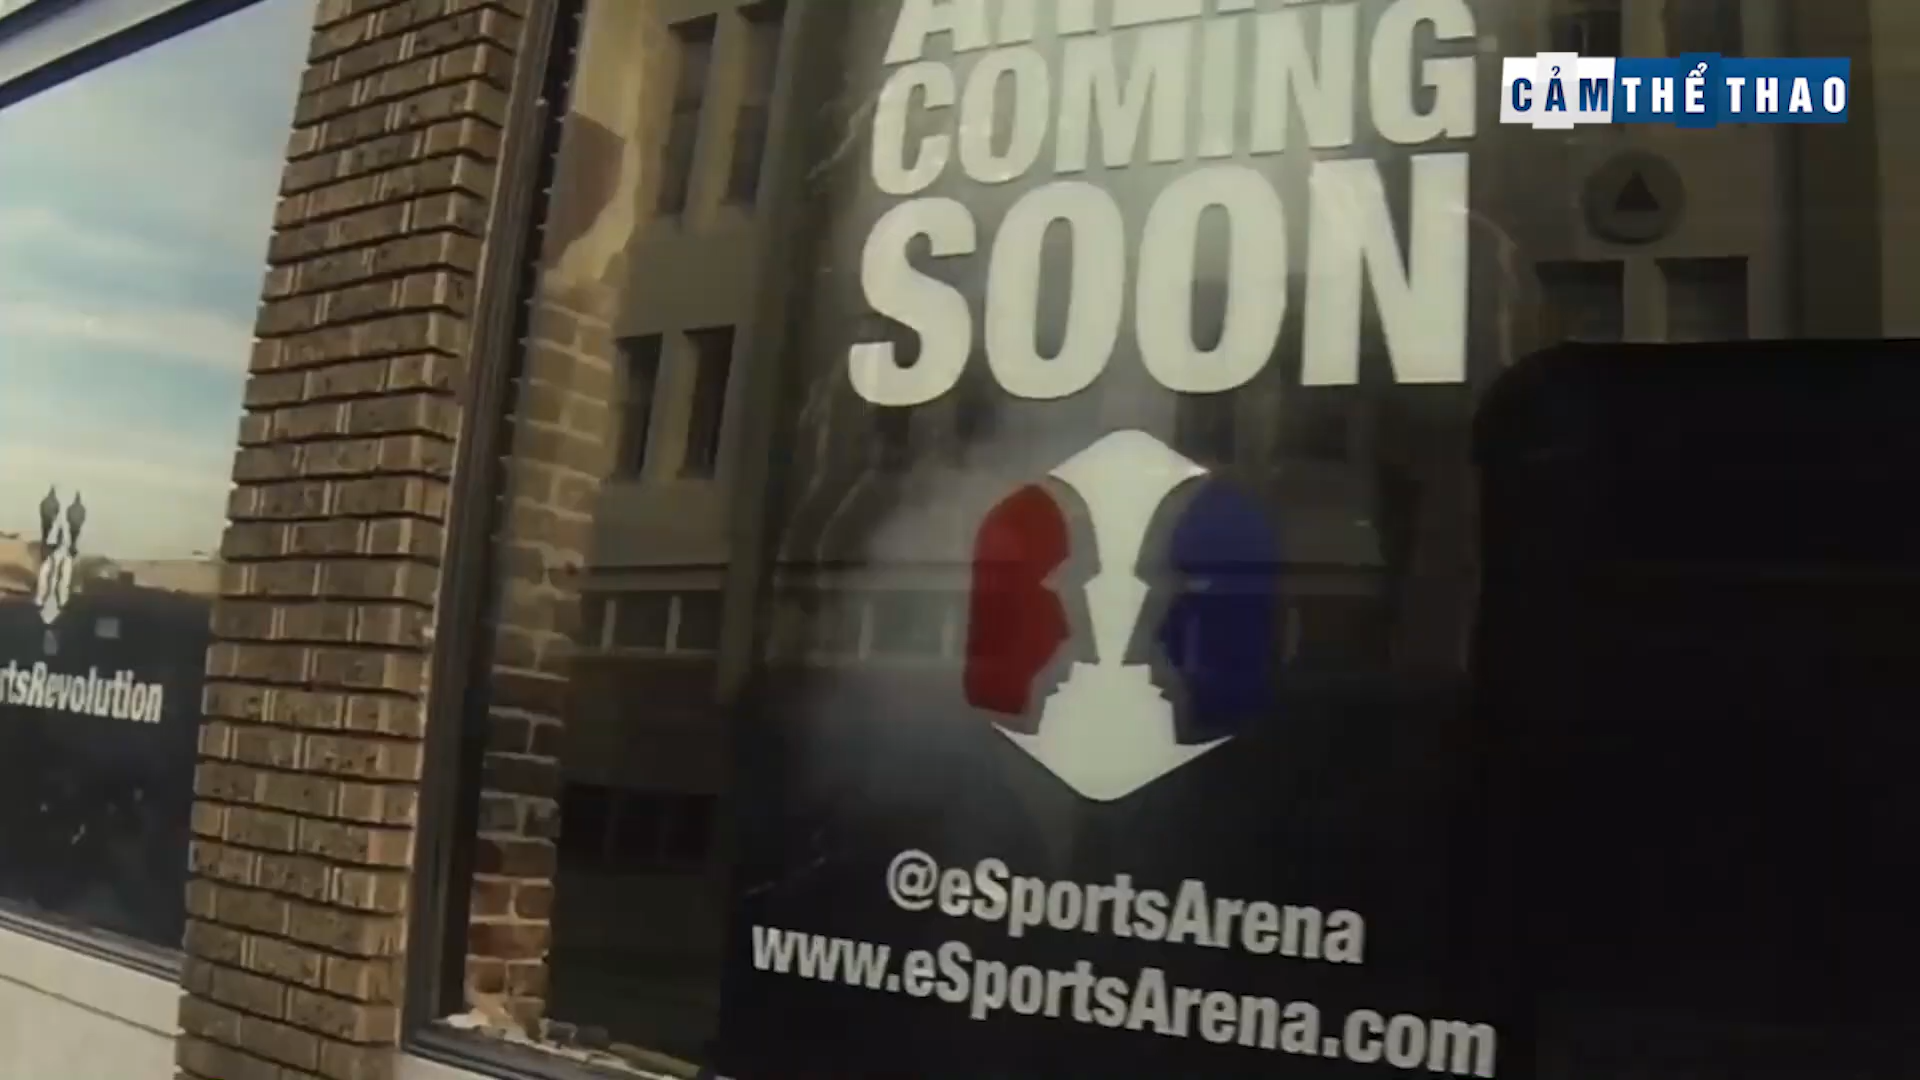 CẢM THỂ THAO
COMING
SOON
@eSportsArena
www.eSportsArena.com
rtsRevolution